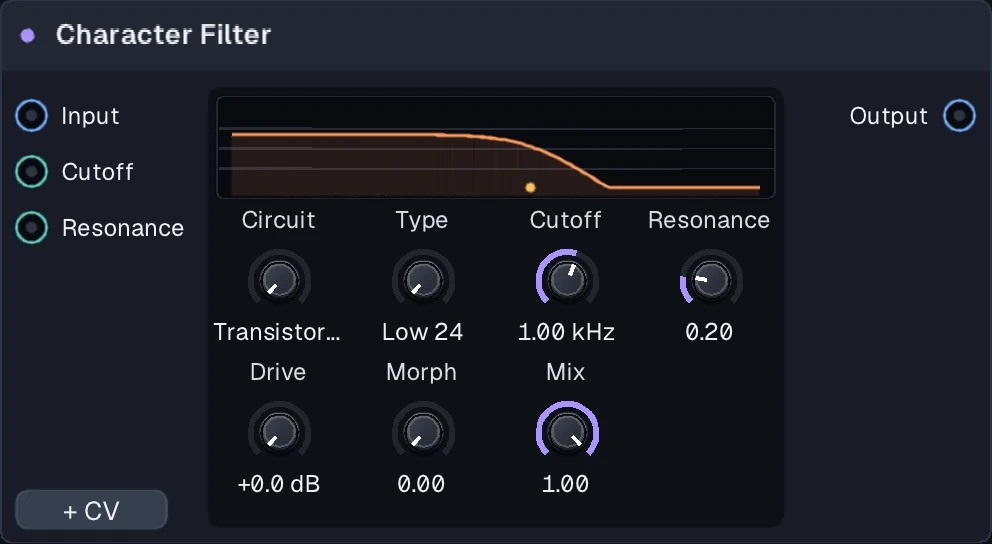 Character Filter
Input
Output
Cutoff
Resonance
Circuit Type Cutoff Resonance
Transistor... Low 24 1.00 kHz 0.20
Drive Morph Mix
+0.0 dB 0.00 1.00
+ CV